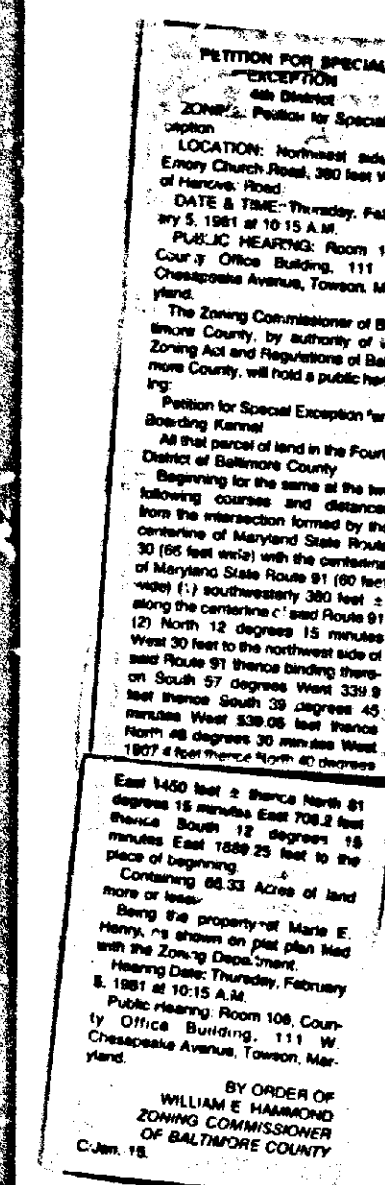 PETITION FOR SPECIAL
EXCEPTION
4th District
ZONING: Petition for Special
ception
LOCATION: Northwest side
Emory Church Road, 380 feet W
of Hanover Road
DATE & TIME: Thursday, Feb
ary 5, 1981 at 10:15 A.M.
PUBLIC HEARING: Room 1
County Office Building, 111
Chesapeake Avenue, Towson, M
yland.
The Zoning Commissioner of B
timore County, by authority of
Zoning Act and Regulations of Bal
more County, will hold a public hea
ing:
Petition for Special Exception for
Boarding Kennel
All that parcel of land in the Fourt
District of Baltimore County
Beginning for the same at the tw
following courses and distances
from the intersection formed by the
centerline of Maryland State Route
30 (66 feet wide) with the centerline
of Maryland State Route 91 (60 feet
wide) (1) southwesterly 380 feet ±
along the centerline of said Route 91
(2) North 12 degrees 15 minutes
West 30 feet to the northwest side of
said Route 91 thence binding there-
on South 57 degrees West 339.9
feet thence South 39 degrees 45
minutes West 539.06 feet thence
North 48 degrees 30 minutes West
1907.4 feet thence North 40 degrees
East 1450 feet ± thence North 81
degrees 15 minutes East 708.2 feet
thence South 12 degrees 15
minutes East 1889.25 feet to the
place of beginning.
Containing 66.33 Acres of land
more or less
Being the property of Marie E.
Henry, as shown on plat plan filed
with the Zoning Department.
Hearing Date: Thursday, February
5, 1981 at 10:15 A.M.
Public Hearing: Room 106, Coun-
ty Office Building, 111 W.
Chesapeake Avenue, Towson, Mar-
yland.
BY ORDER OF
WILLIAM E. HAMMOND
ZONING COMMISSIONER
OF BALTIMORE COUNTY
C-Jan. 15.